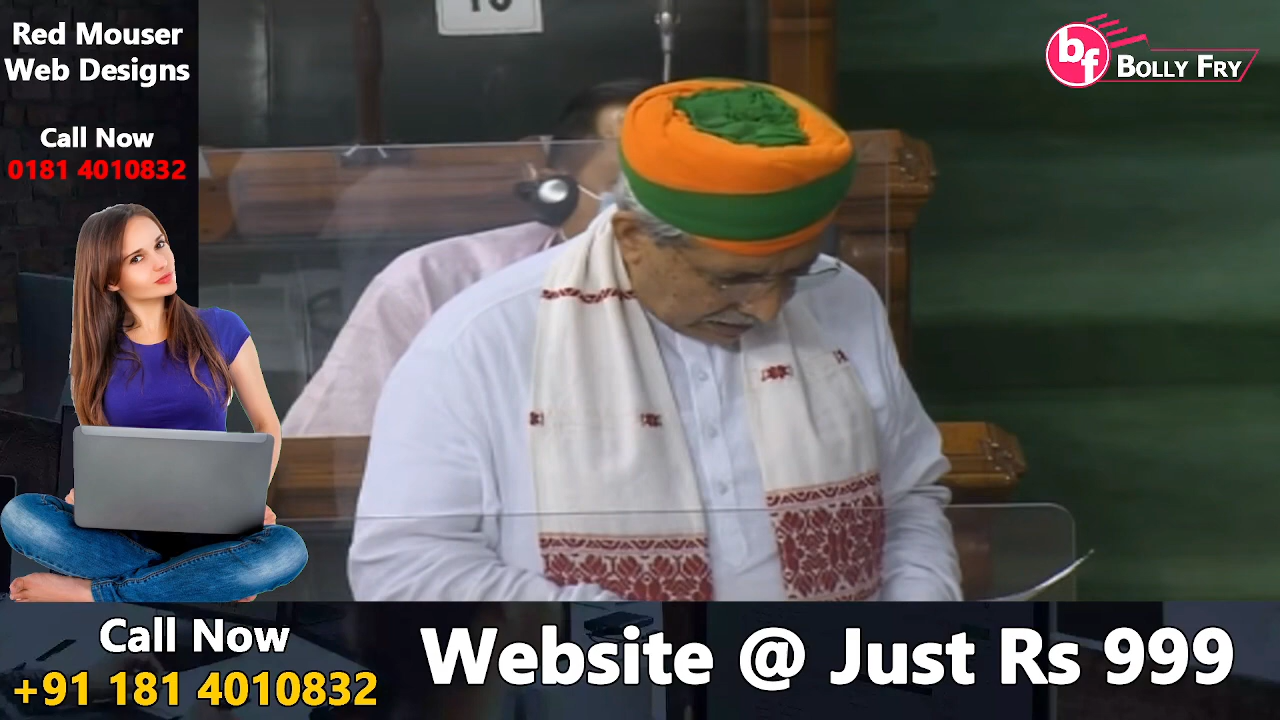 Red Mouser
Web Designs
Call Now
0181 4010832
bf BOLLY FRY
Call Now
+91 181 4010832
Website @ Just Rs 999